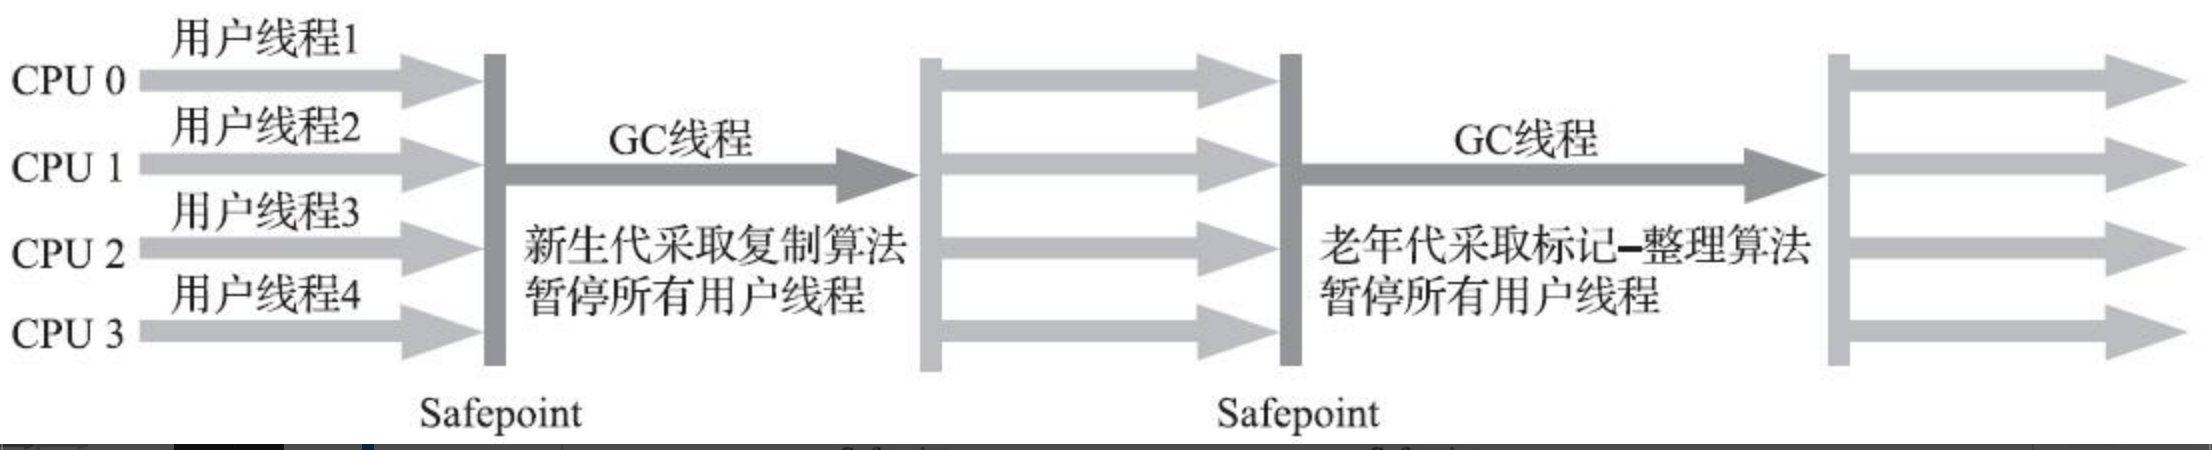 用户线程1
CPU 0
用户线程2
CPU 1
用户线程3
CPU 2
用户线程4
CPU 3
Safepoint
GC线程
新生代采取复制算法
暂停所有用户线程
Safepoint
GC线程
老年代采取标记-整理算法
暂停所有用户线程